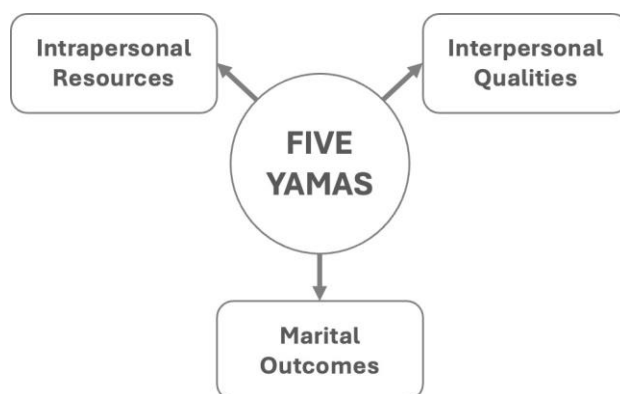 Intrapersonal
Resources
Interpersonal
Qualities
FIVE
YAMAS
Marital
Outcomes